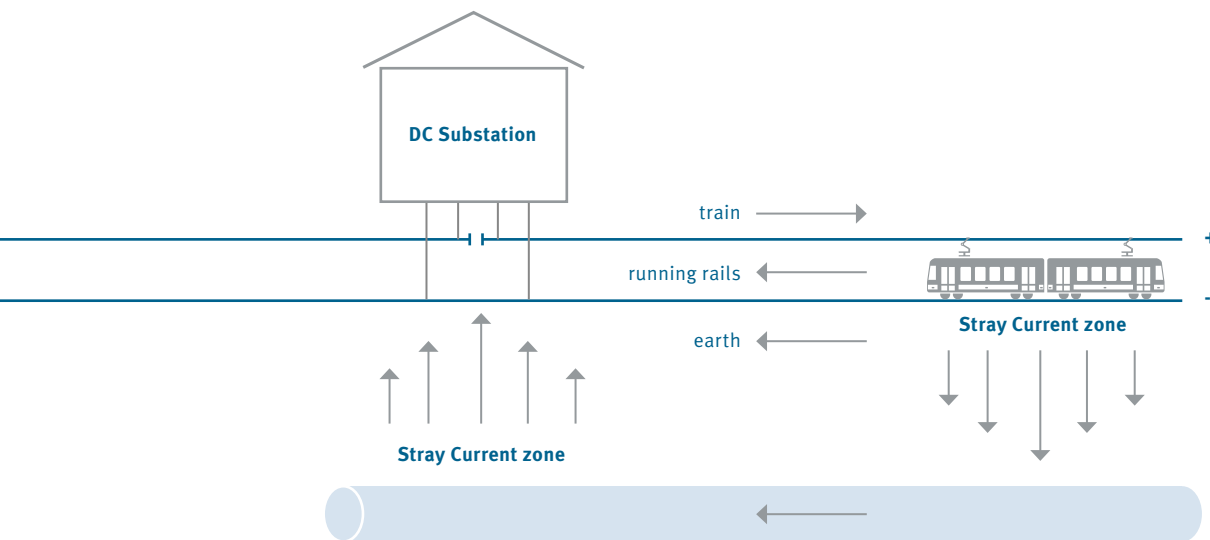 DC Substation
train
+
running rails
-
Stray Current zone
earth
Stray Current zone